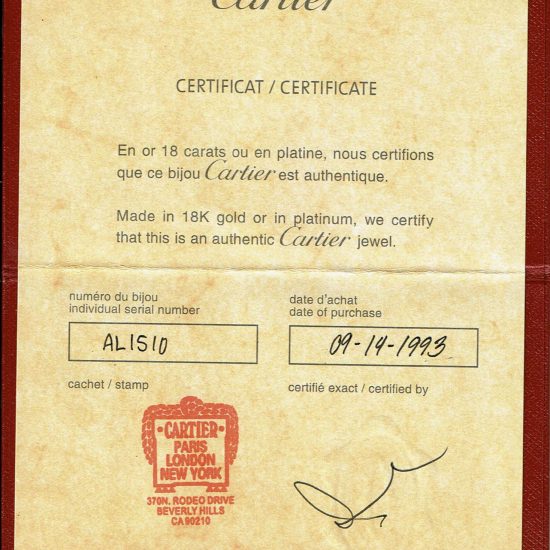 Cartier
CERTIFICAT / CERTIFICATE
En or 18 carats ou en platine, nous certifions
que ce bijou Cartier est authentique.
Made in 18K gold or in platinum, we certify
that this is an authentic Cartier jewel.
numéro du bijou
individual serial number
AL1510
date d'achat
date of purchase
09-14-1993
cachet / stamp
certifié exact / certified by
CARTIER
PARIS
LONDON
NEW YORK
370N. RODEO DRIVE
BEVERLY HILLS
CA 90210